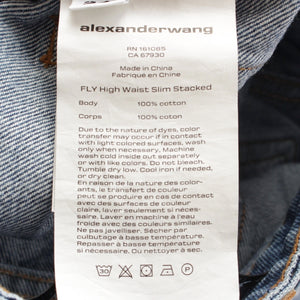 alexanderwang
RN 161085
CA 67930
Made in China
Fabriqué en Chine
FLY High Waist Slim Stacked
Body 100% cotton
Corps 100% coton
Due to the nature of dyes, color
transfer may occur if in contact
with light colored surfaces, wash
only when necessary. Machine
wash cold inside out separately
or with like colors. Do not bleach.
Tumble dry low. Cool iron if needed,
or dry clean.
En raison de la nature des color-
ants, le transfert de couleur
peut se produire en cas de contact
avec des surfaces de couleur
claire, laver seulement si néces-
saire. Laver en machine à l'eau
froide avec des couleurs similaires.
Ne pas javelliser. Sécher par
culbutage à basse température.
Repasser à basse température
si nécessaire. Ou nettoyer à sec.
30